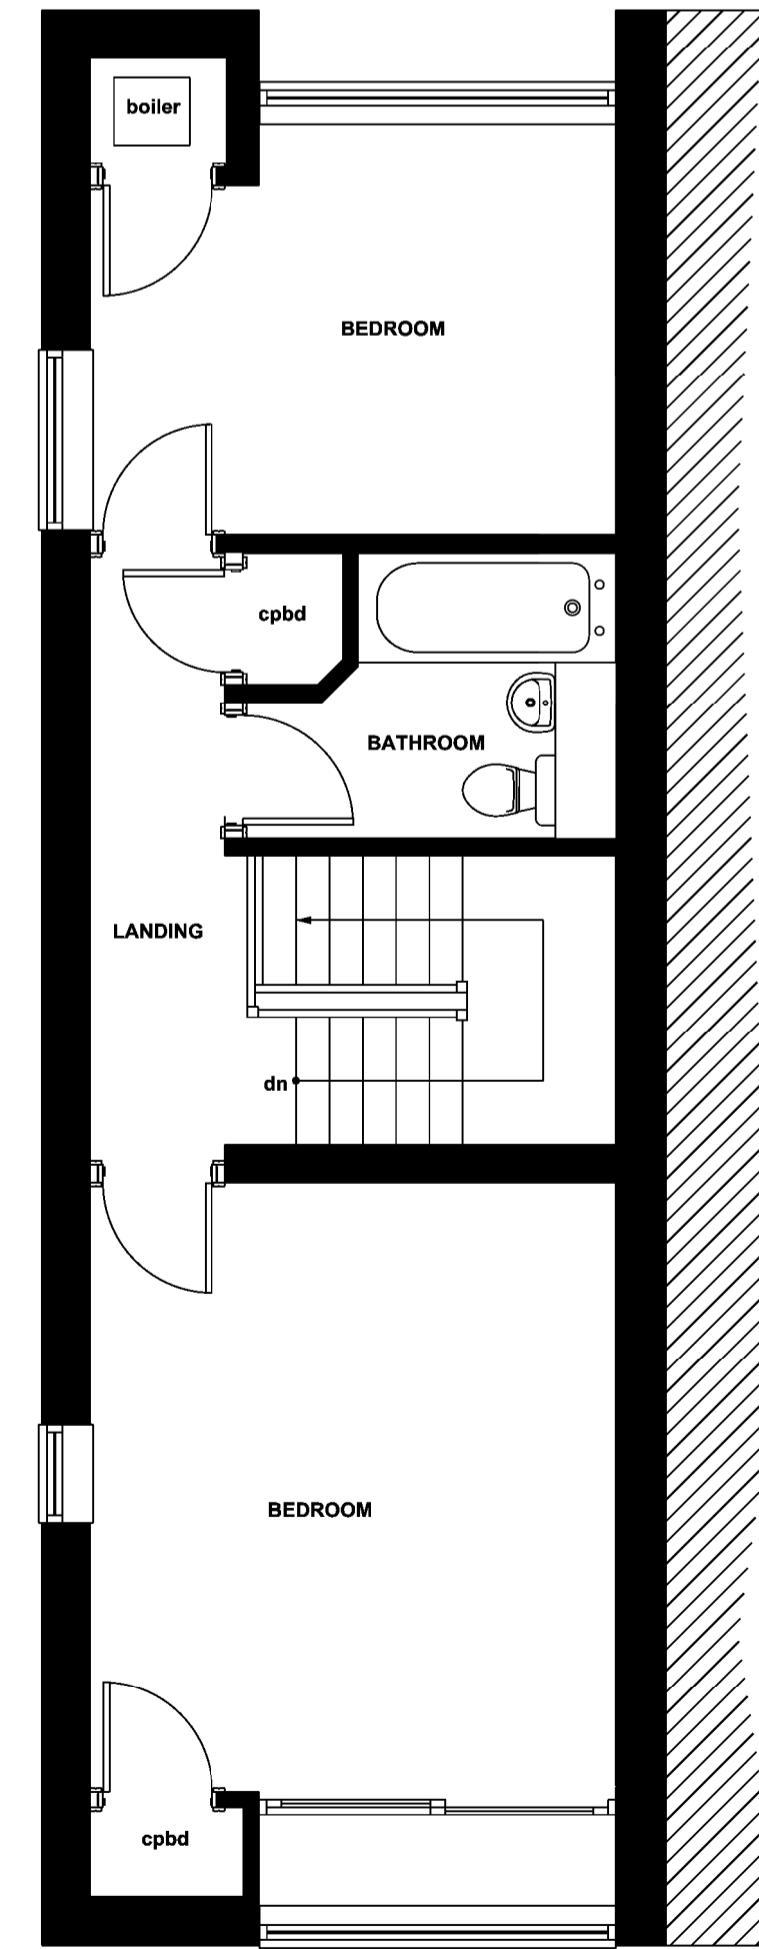 boiler
BEDROOM
cpbd
BATHROOM
LANDING
dn
BEDROOM
cpbd